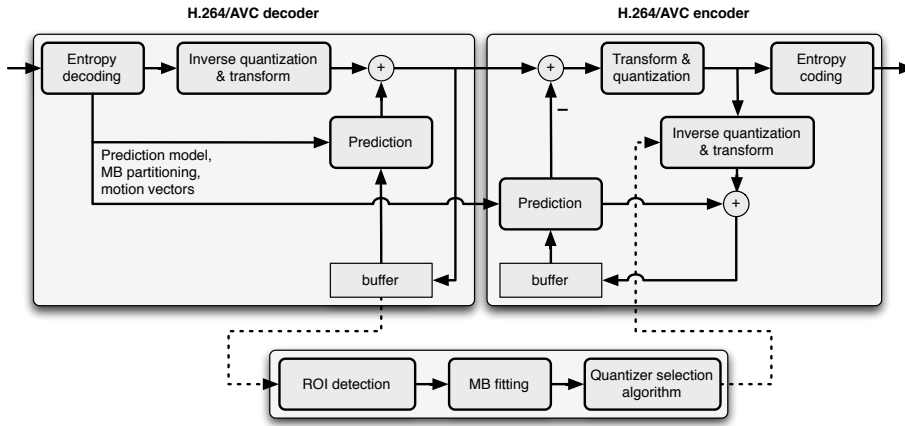 H.264/AVC decoder
H.264/AVC encoder
Entropy
decoding
Inverse quantization
& transform
+
+
Transform &
quantization
Entropy
coding
–
Prediction
Inverse quantization
& transform
Prediction model,
MB partitioning,
motion vectors
Prediction
+
buffer
buffer
ROI detection
MB fitting
Quantizer selection
algorithm